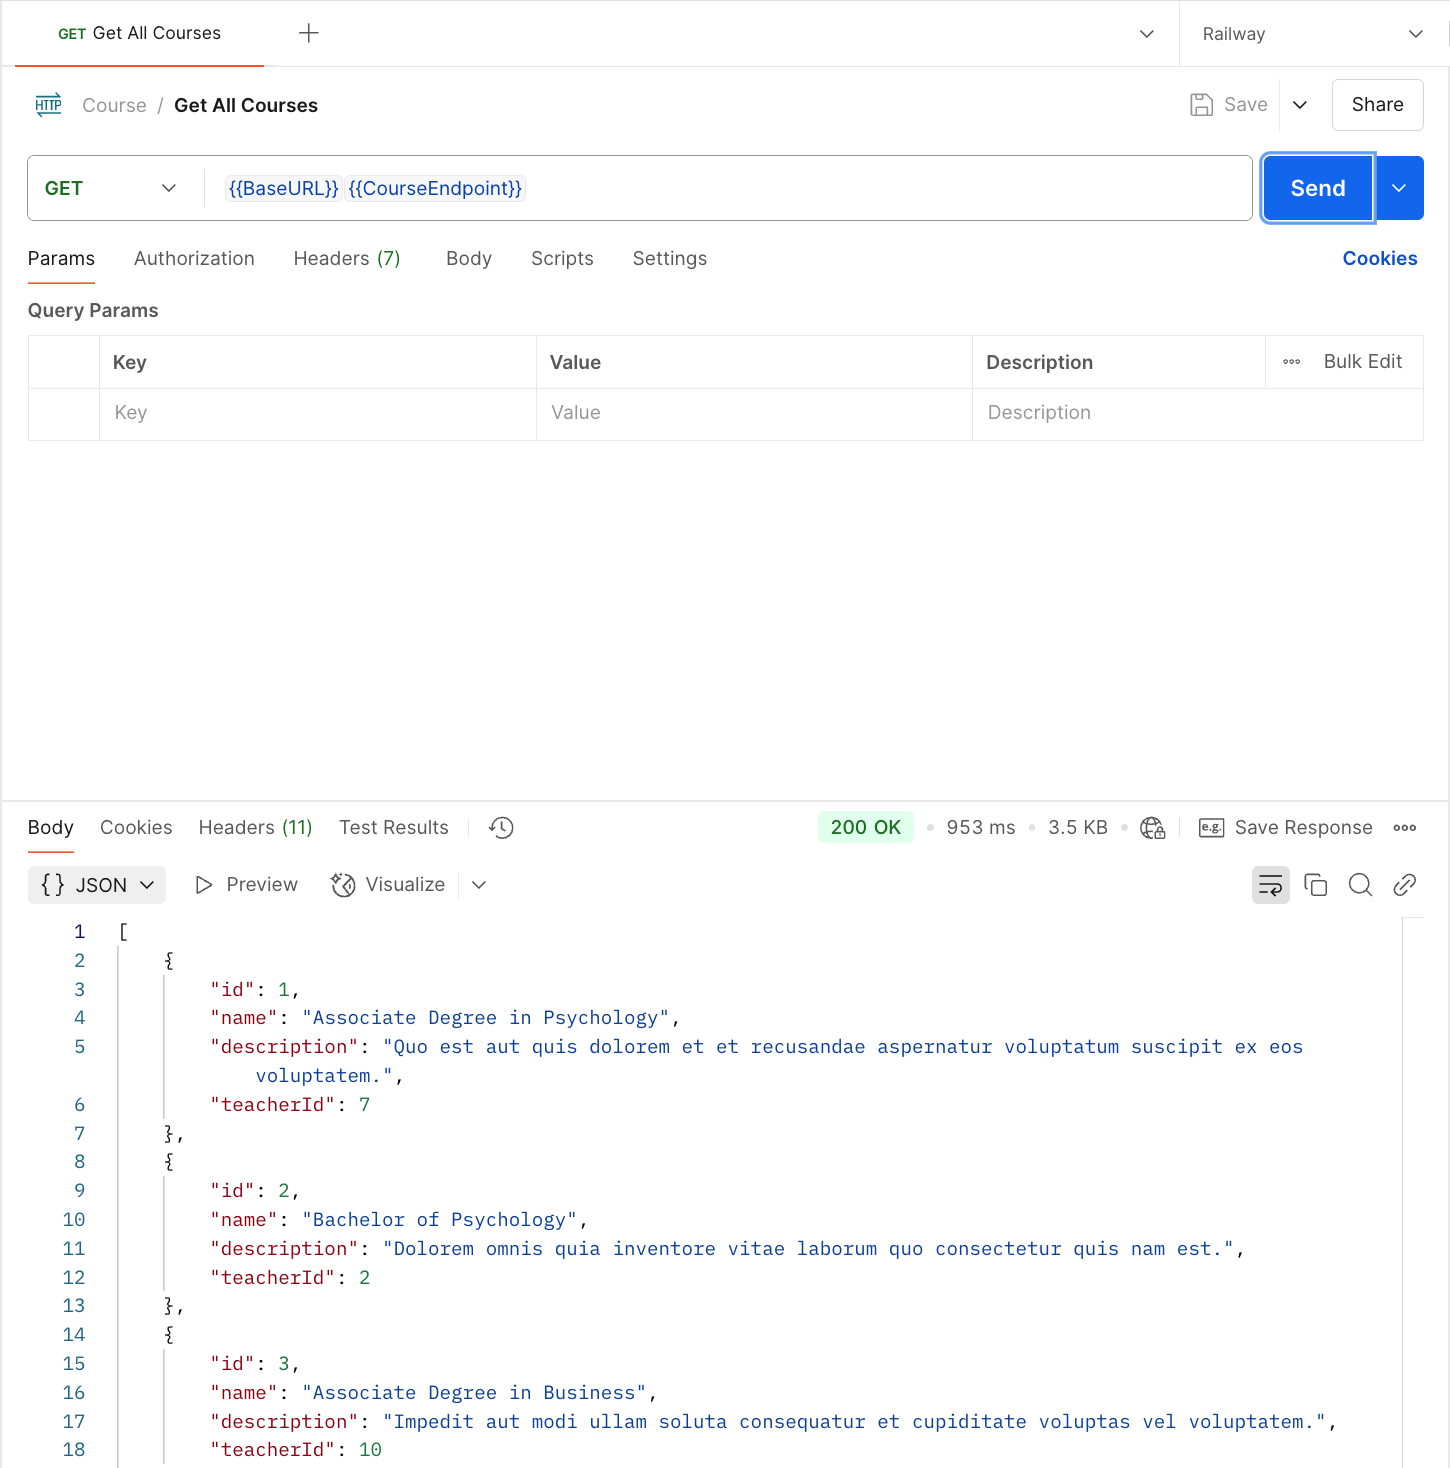 GET Get All Courses
Railway
HTTP Course / Get All Courses
Save
Share
GET
{{BaseURL}} {{CourseEndpoint}}
Send
Params Authorization Headers (7) Body Scripts Settings
Cookies
Query Params
Key Value Description Bulk Edit
Key Value Description
Body Cookies Headers (11) Test Results
200 OK • 953 ms • 3.5 KB • e.g. Save Response
{} JSON Preview Visualize
1 [
2 {
3 "id": 1,
4 "name": "Associate Degree in Psychology",
5 "description": "Quo est aut quis dolorem et et recusandae aspernatur voluptatum suscipit ex eos
voluptatem.",
6 "teacherId": 7
7 },
8 {
9 "id": 2,
10 "name": "Bachelor of Psychology",
11 "description": "Dolorem omnis quia inventore vitae laborum quo consectetur quis nam est.",
12 "teacherId": 2
13 },
14 {
15 "id": 3,
16 "name": "Associate Degree in Business",
17 "description": "Impedit aut modi ullam soluta consequatur et cupiditate voluptas vel voluptatem.",
18 "teacherId": 10